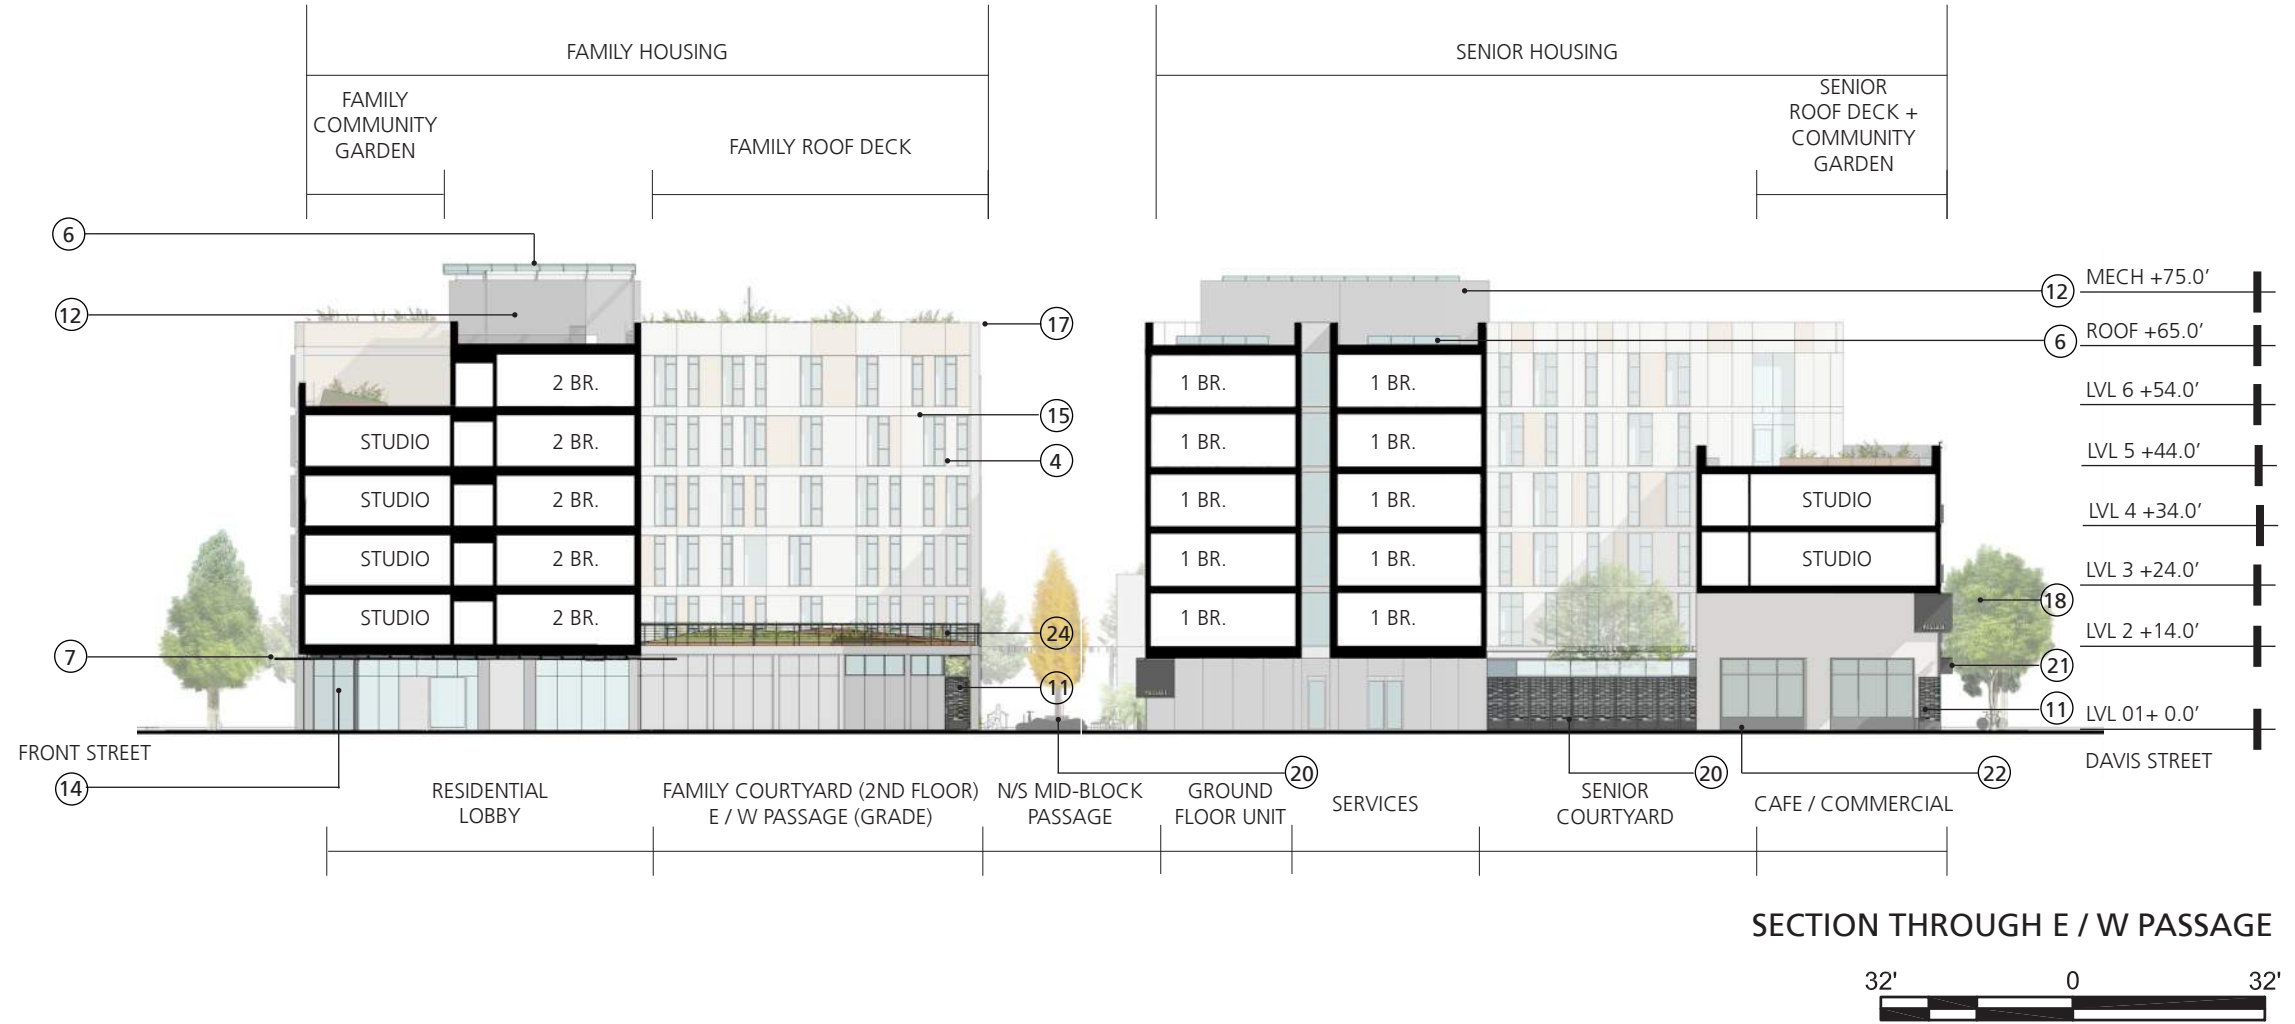 FAMILY HOUSING
SENIOR HOUSING
FAMILY
COMMUNITY
GARDEN
FAMILY ROOF DECK
SENIOR
ROOF DECK +
COMMUNITY
GARDEN
6
12
17
15
4
24
11
7
14
20
12
6
18
21
11
20
22
MECH +75.0’
ROOF +65.0’
LVL 6 +54.0’
LVL 5 +44.0’
LVL 4 +34.0’
LVL 3 +24.0’
LVL 2 +14.0’
LVL 01+ 0.0’
2 BR.
1 BR.
1 BR.
STUDIO
2 BR.
1 BR.
1 BR.
STUDIO
2 BR.
1 BR.
1 BR.
STUDIO
STUDIO
2 BR.
1 BR.
1 BR.
STUDIO
STUDIO
2 BR.
1 BR.
1 BR.
FRONT STREET
DAVIS STREET
RESIDENTIAL
LOBBY
FAMILY COURTYARD (2ND FLOOR)
E / W PASSAGE (GRADE)
N/S MID-BLOCK
PASSAGE
GROUND
FLOOR UNIT
SERVICES
SENIOR
COURTYARD
CAFE / COMMERCIAL
SECTION THROUGH E / W PASSAGE
32' 0 32'